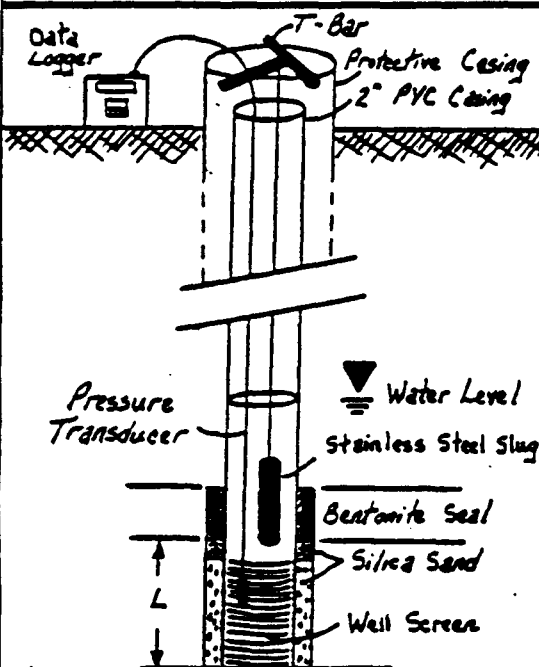 T-Bar
Data
Logger
Protective Casing
2" PVC Casing
Water Level
Pressure
Transducer
Stainless Steel Slug
Bentonite Seal
Silica Sand
L
Well Screen